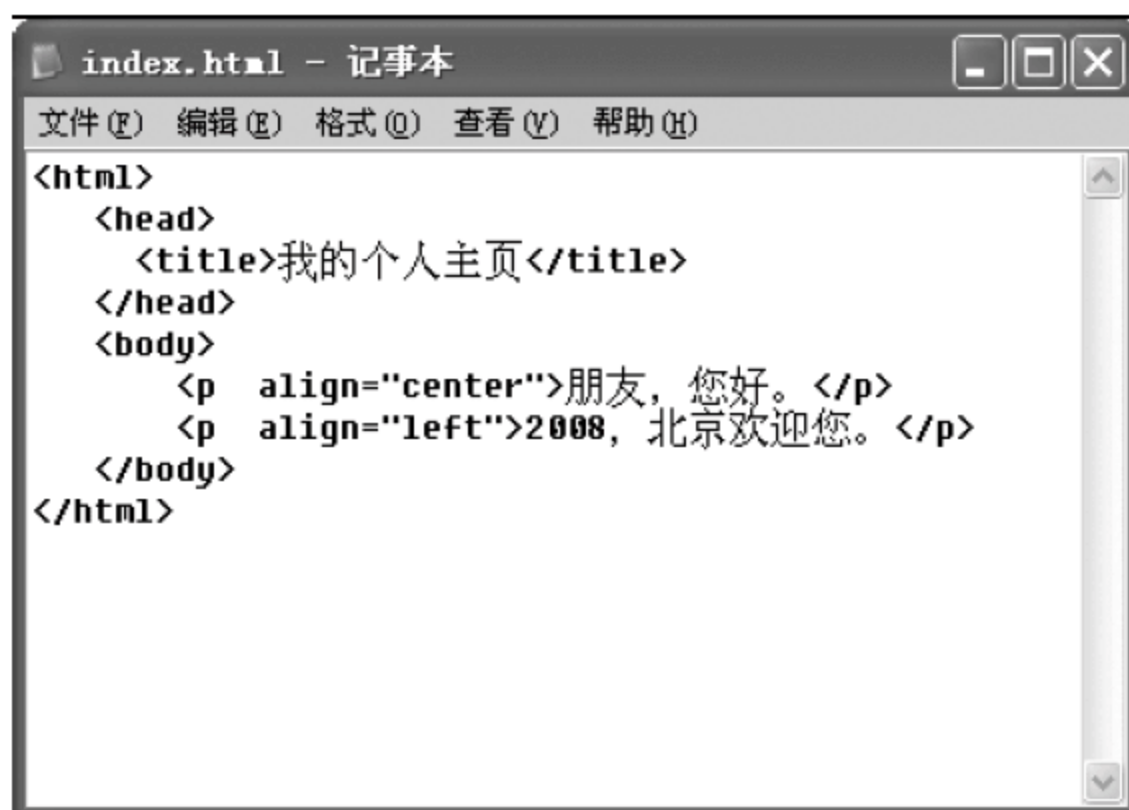 index.html - 记事本
文件(F) 编辑(E) 格式(O) 查看(V) 帮助(H)
<html>
<head>
<title>我的个人主页</title>
</head>
<body>
<p  align="center">朋友，您好。</p>
<p  align="left">2008，北京欢迎您。</p>
</body>
</html>